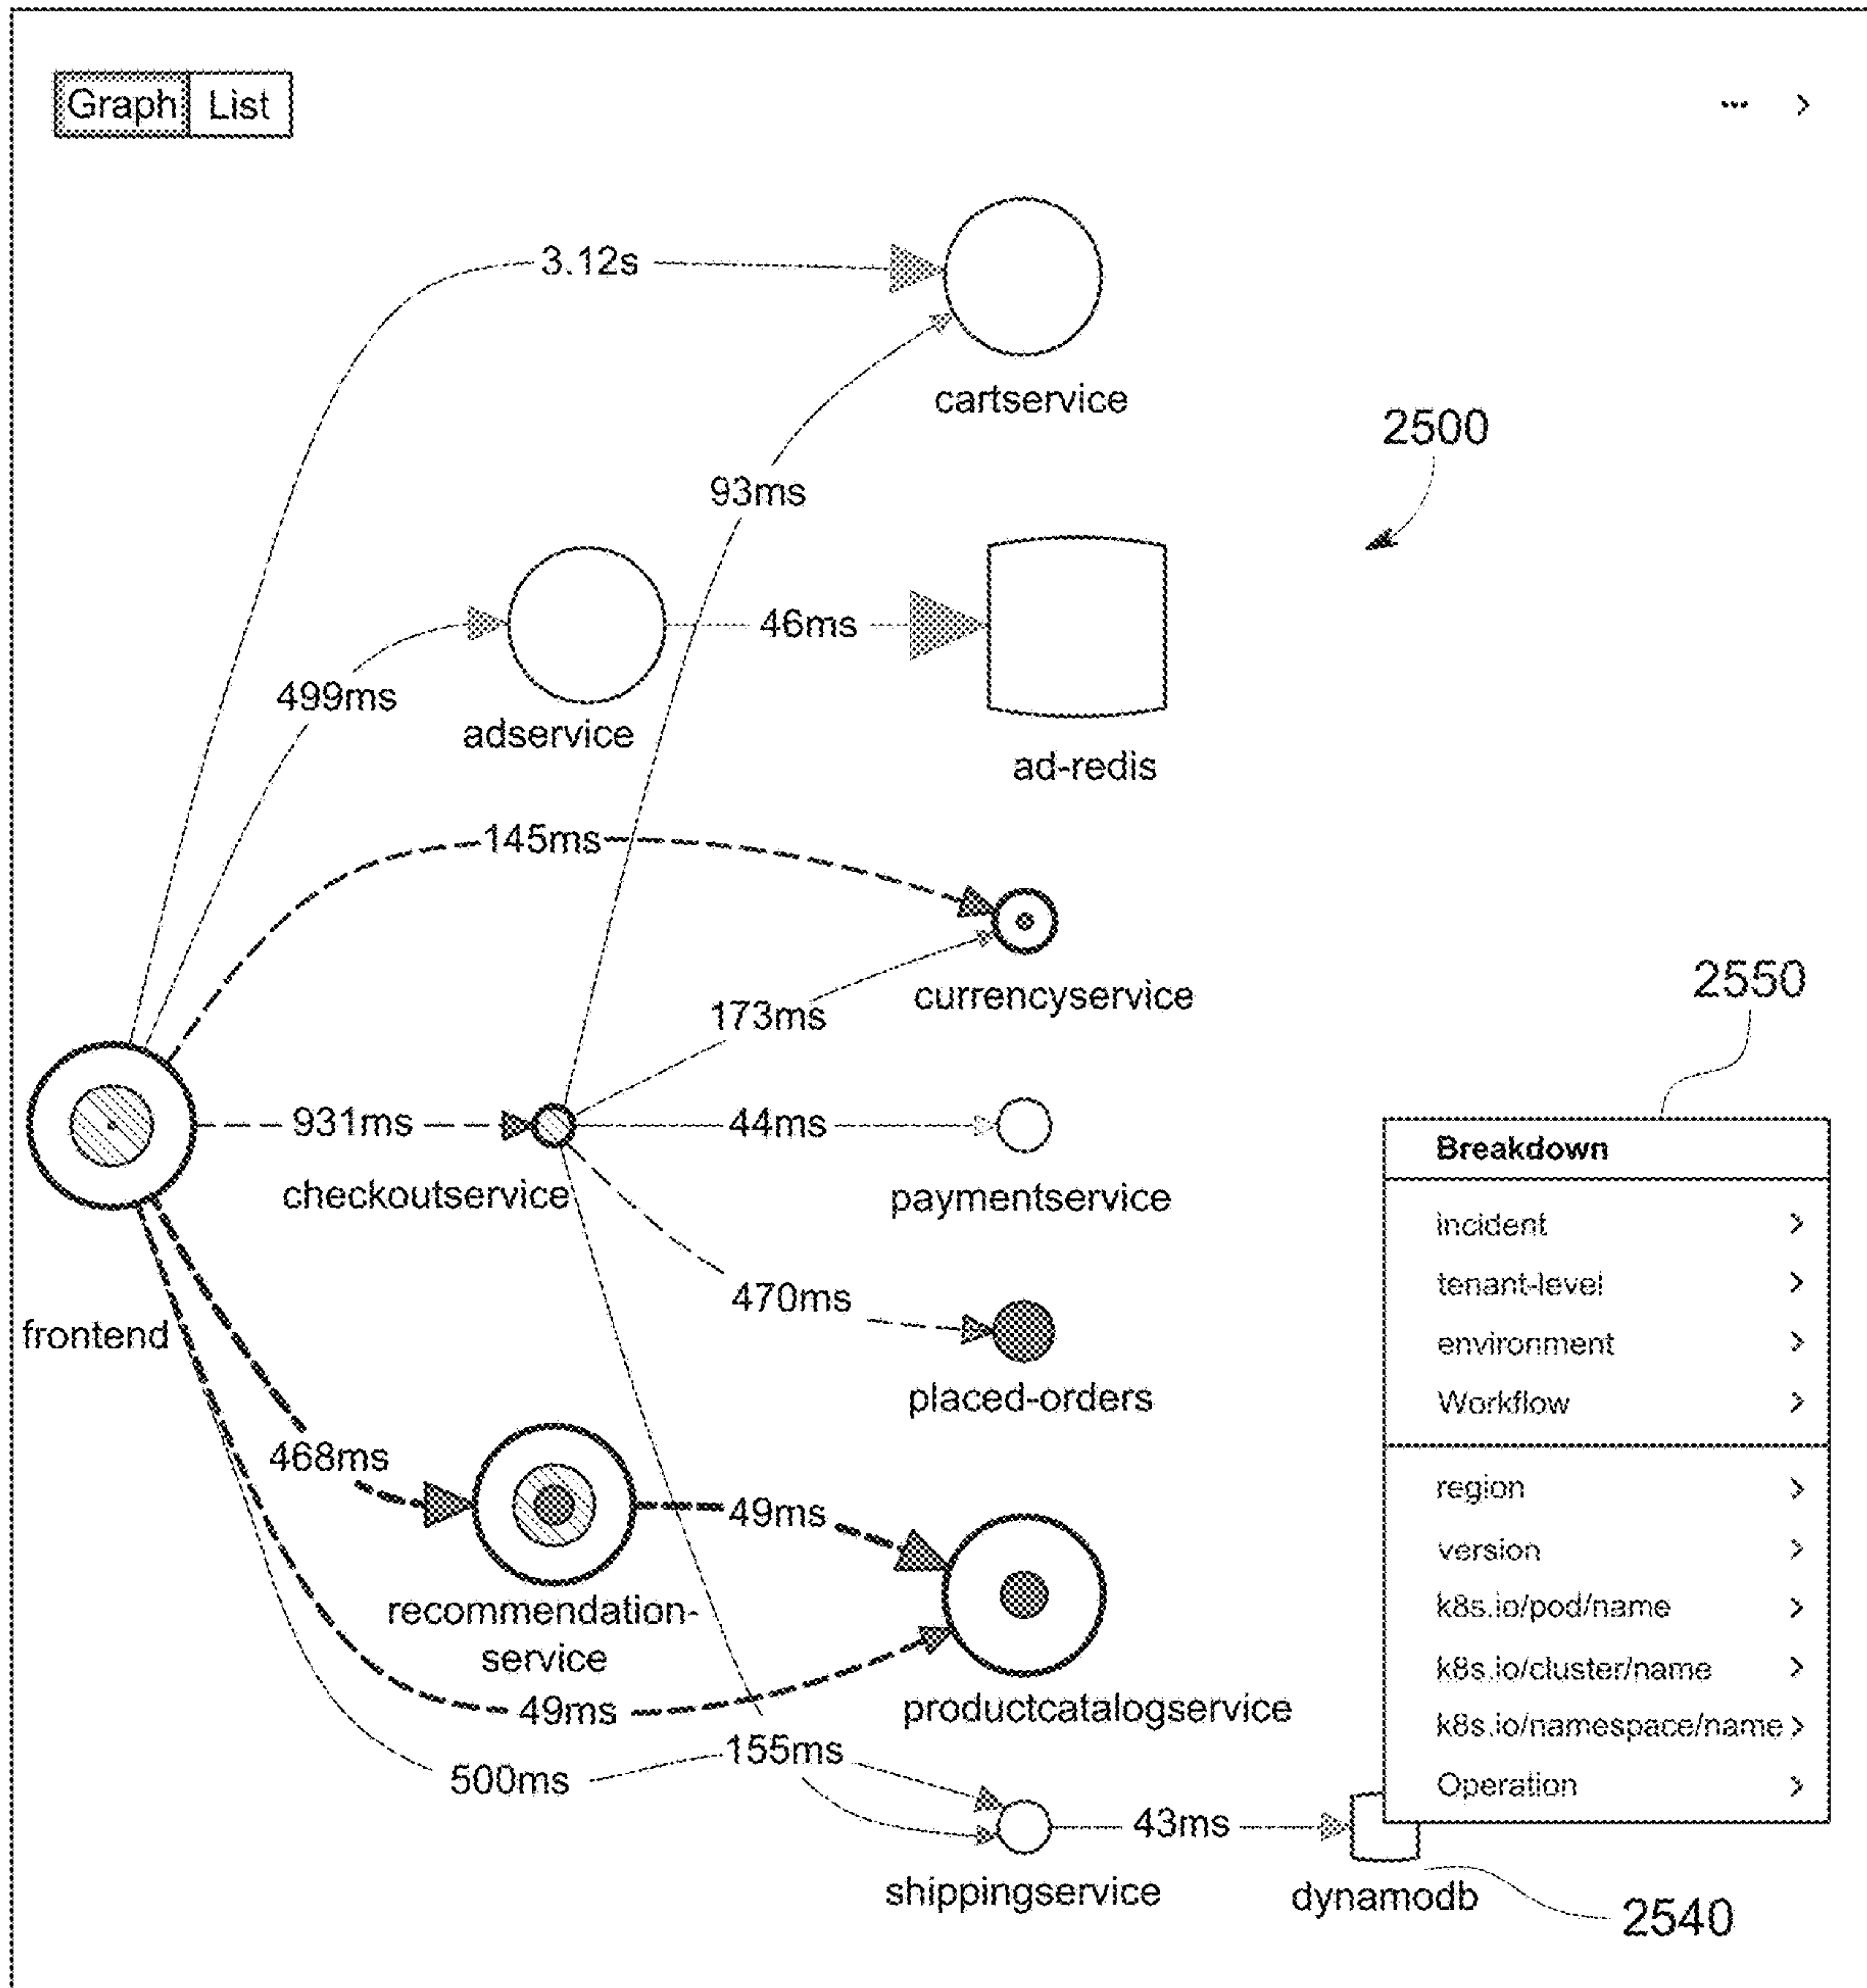 Graph List
... >
3.12s
cartservice
2500
93ms
46ms
499ms
adservice
ad-redis
145ms
currencyservice
2550
173ms
931ms
44ms
checkoutservice
paymentservice
470ms
frontend
placed-orders
468ms
49ms
recommendation-
service
49ms
productcatalogservice
155ms
500ms
43ms
shippingservice
dynamodb
2540
Breakdown
incident >
tenant-level >
environment >
Workflow >
region >
version >
k8s.io/pod/name >
k8s.io/cluster/name >
k8s.io/namespace/name >
Operation >